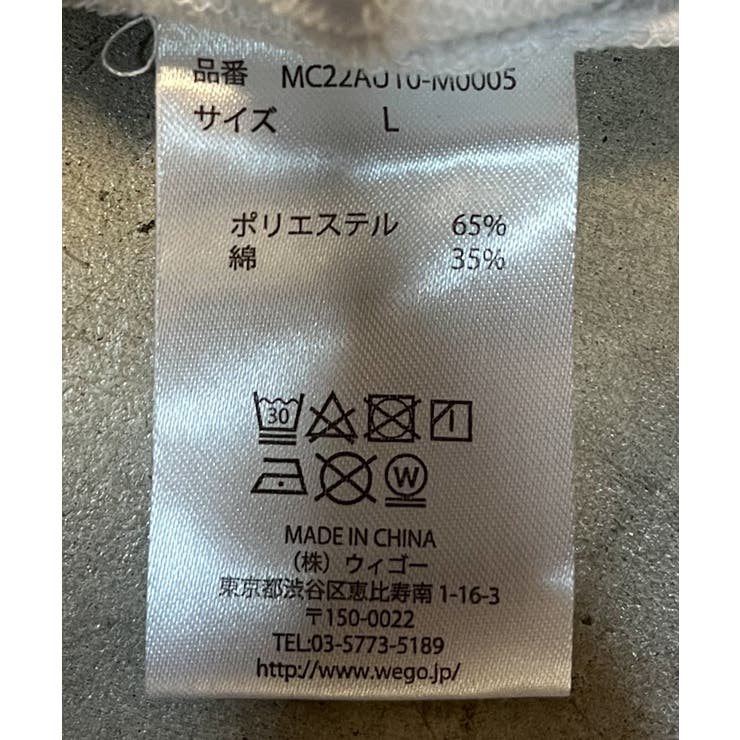 品番 MC22AU10-M0005
サイズ L
ポリエステル 65%
綿 35%
30
W
MADE IN CHINA
(株)ウィゴー
東京都渋谷区恵比寿南 1-16-3
〒150-0022
TEL:03-5773-5189
http://www.wego.jp/